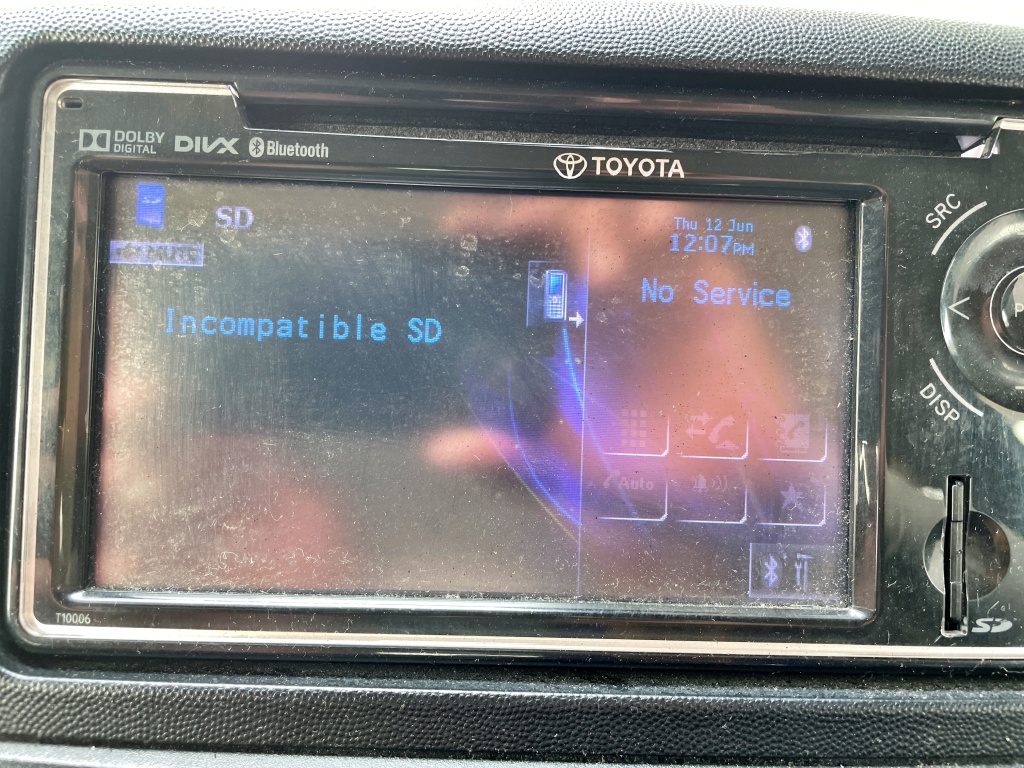 DOLBY
DIGITAL
DIVX
Bluetooth
TOYOTA
SD
Thu 12 Jun
12:07PM
No Service
Incompatible SD
Auto
SRC
DISP
T10006
SD